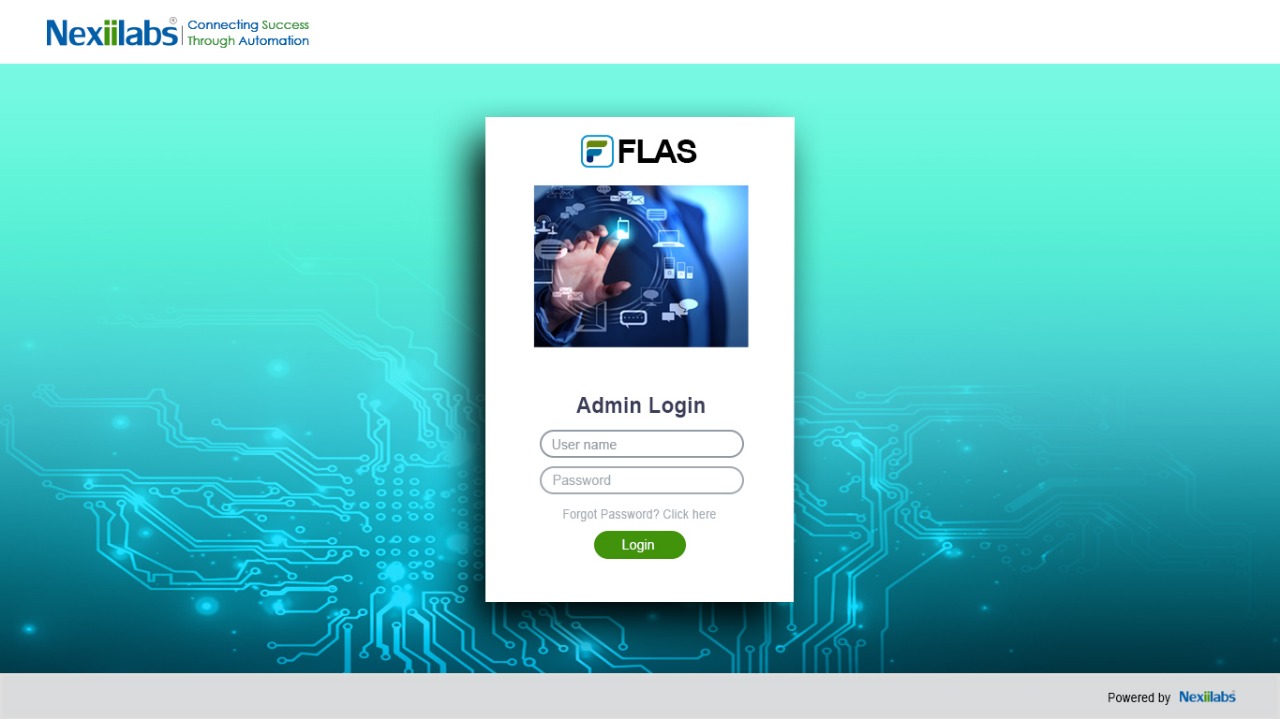 Nexiilabs® Connecting Success
Through Automation
FLAS
Admin Login
User name
Password
Forgot Password? Click here
Login
Powered by Nexiilabs